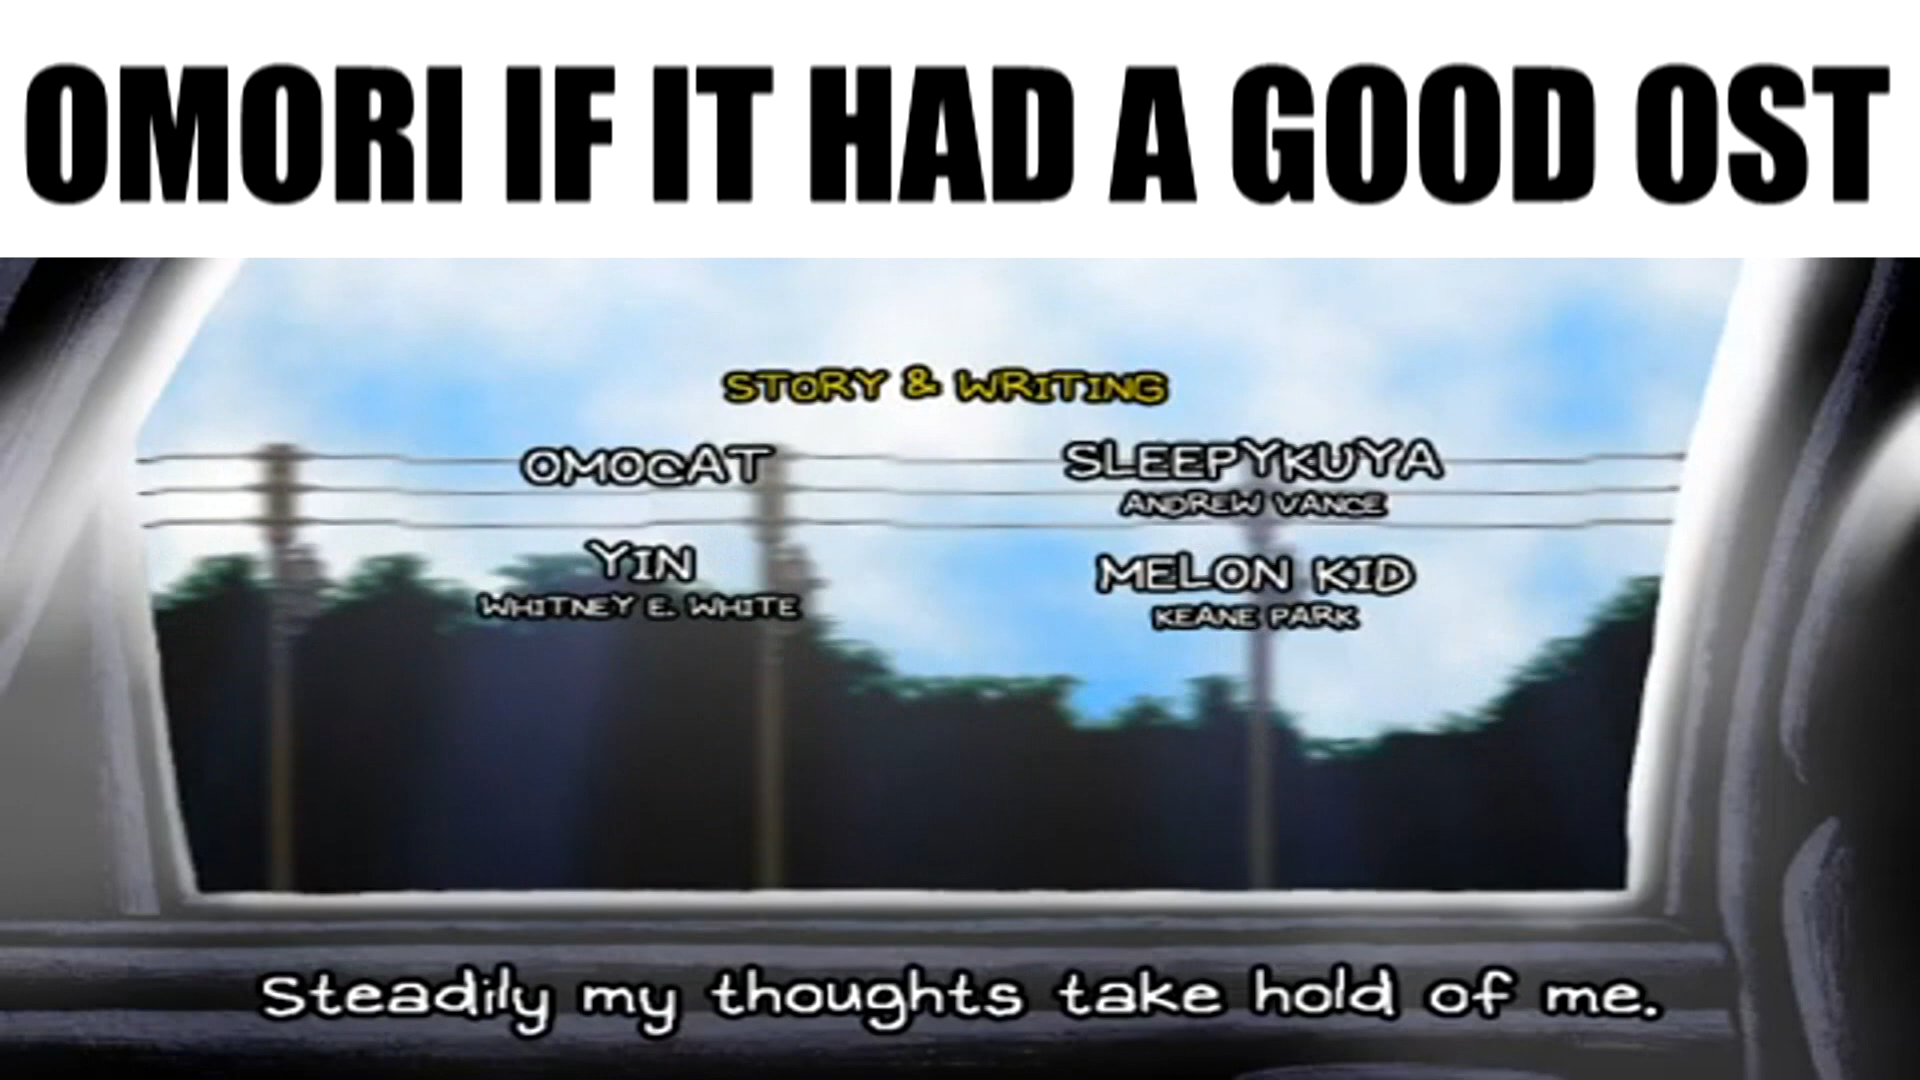 OMORI IF IT HAD A GOOD OST
STORY & WRITING
OMOCAT
SLEEPYKUYA
ANDREW VANCE
YIN
WHITNEY E. WHITE
MELON KID
KEANE PARK
Steadily my thoughts take hold of me.